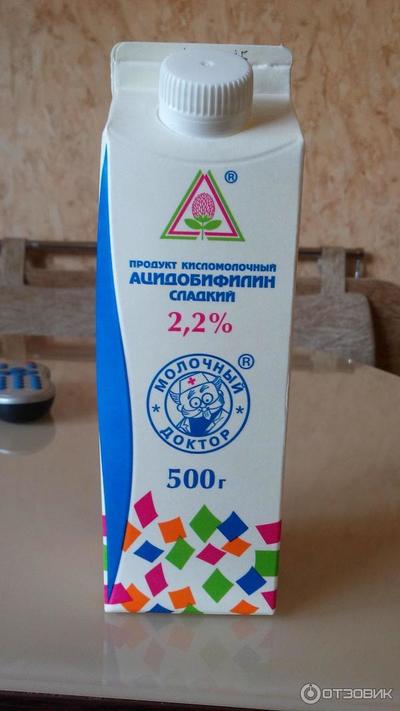 ®
ПРОДУКТ КИСЛОМОЛОЧНЫЙ
АЦИДОБИФИЛИН
СЛАДКИЙ
2,2%
®
* МОЛОЧНЫЙ *
ДОКТОР
500г
ОТЗОВИК